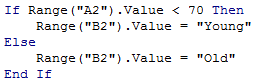 If Range("A2").Value < 70 Then
    Range("B2").Value = "Young"
Else
    Range("B2").Value = "Old"
End If